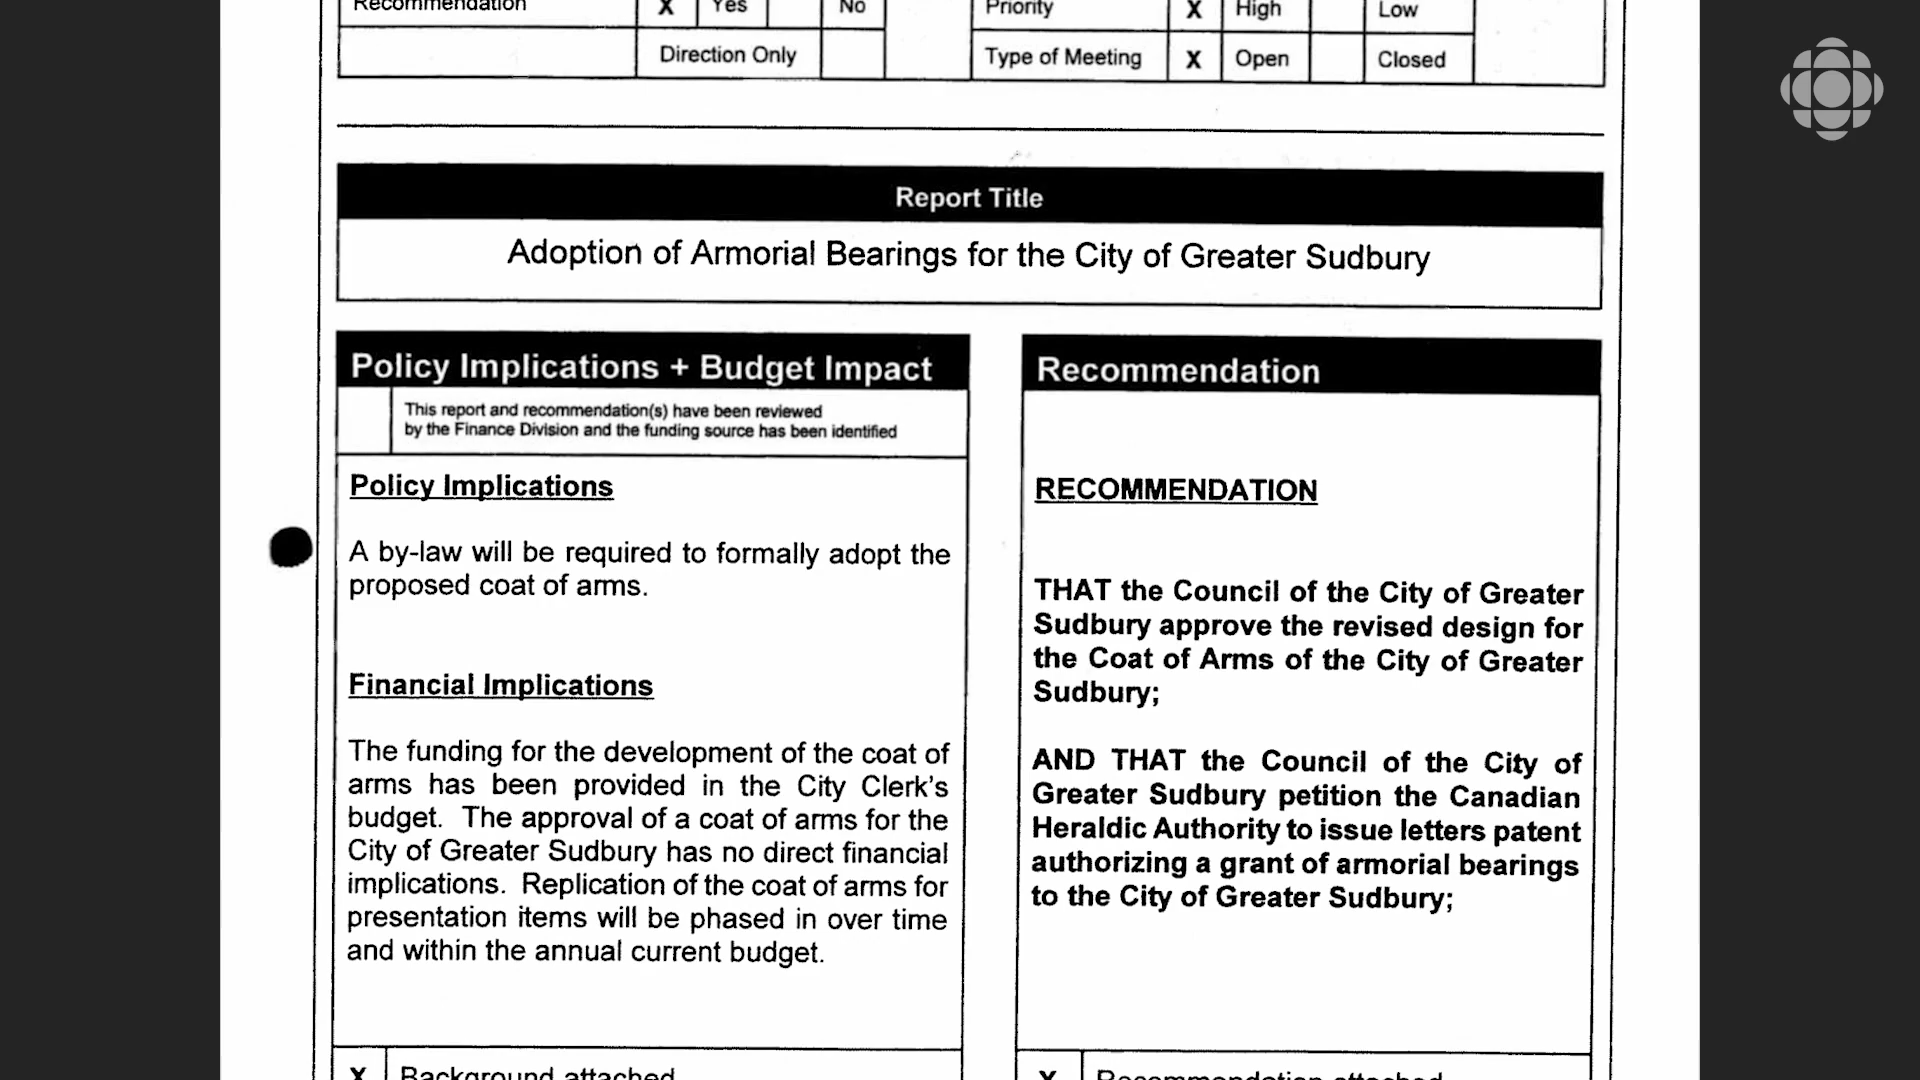 Recommendation X Yes No Priority X High Low
Direction Only Type of Meeting X Open Closed
Report Title
Adoption of Armorial Bearings for the City of Greater Sudbury
Policy Implications + Budget Impact
This report and recommendation(s) have been reviewed
by the Finance Division and the funding source has been identified
Policy Implications
A by-law will be required to formally adopt the
proposed coat of arms.
Financial Implications
The funding for the development of the coat of
arms has been provided in the City Clerk's
budget. The approval of a coat of arms for the
City of Greater Sudbury has no direct financial
implications. Replication of the coat of arms for
presentation items will be phased in over time
and within the annual current budget.
X Background attached
Recommendation
RECOMMENDATION
THAT the Council of the City of Greater
Sudbury approve the revised design for
the Coat of Arms of the City of Greater
Sudbury;
AND THAT the Council of the City of
Greater Sudbury petition the Canadian
Heraldic Authority to issue letters patent
authorizing a grant of armorial bearings
to the City of Greater Sudbury;
X Recommendation attached